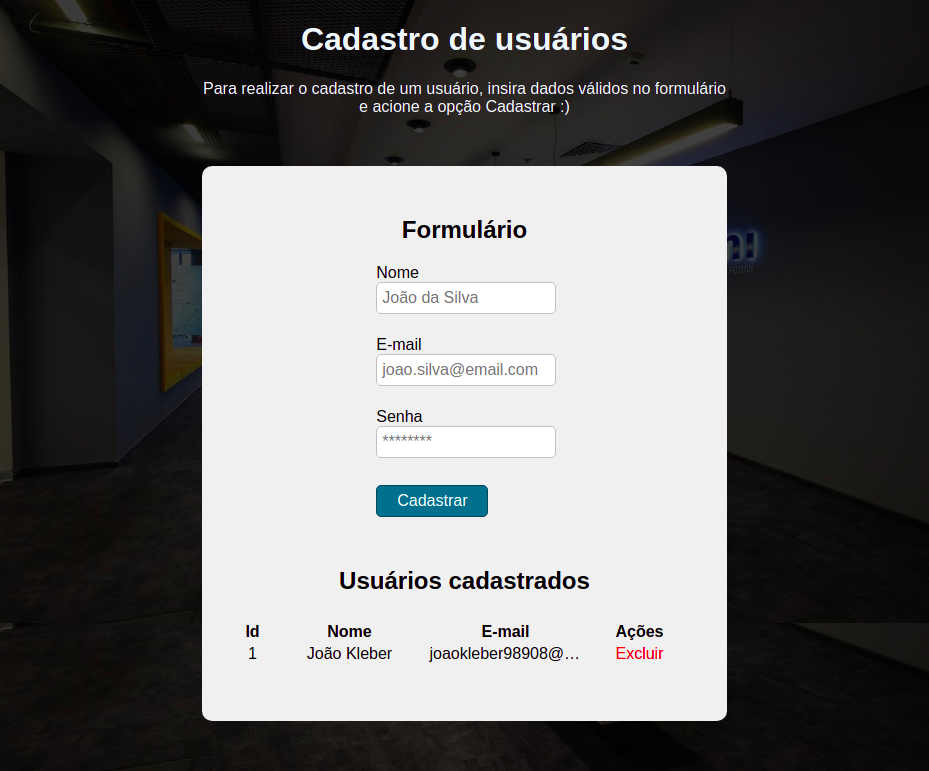 Cadastro de usuários
Para realizar o cadastro de um usuário, insira dados válidos no formulário
e acione a opção Cadastrar :)
Formulário
Nome
João da Silva
E-mail
joao.silva@email.com
Senha
********
Cadastrar
Usuários cadastrados
Id Nome E-mail Ações
1 João Kleber joaokleber98908@… Excluir
FUTURE